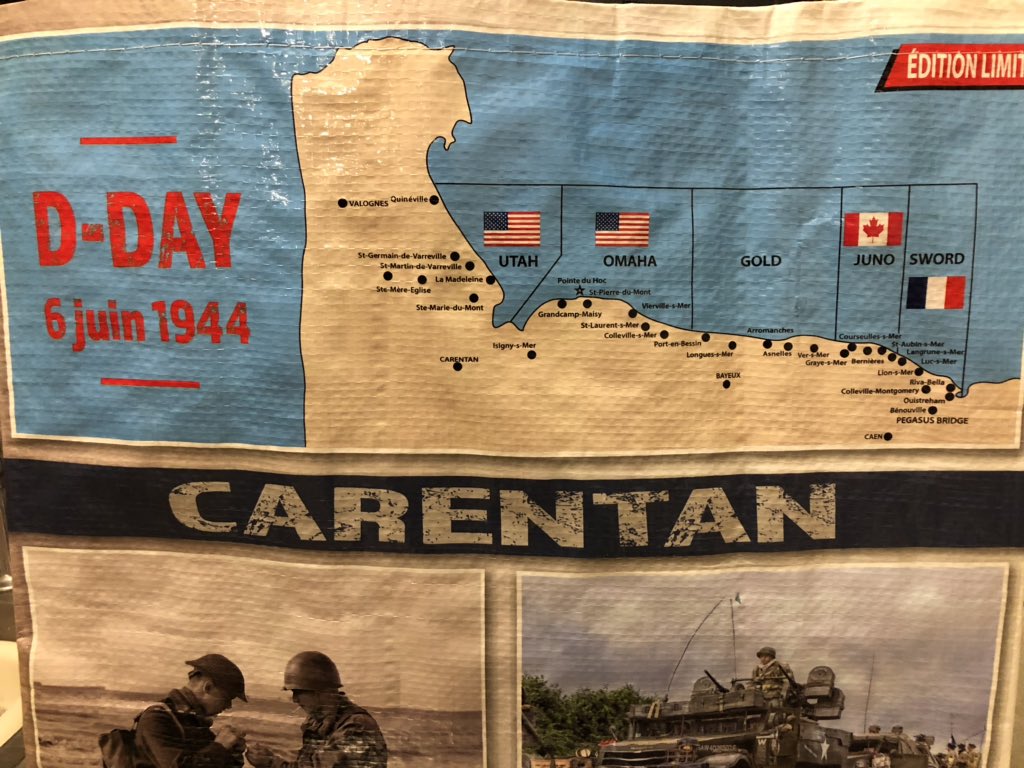 ÉDITION LIMIT
D-DAY
6 juin 1944
VALOGNES
Quinéville
UTAH
OMAHA
GOLD
JUNO
SWORD
St-Germain-de-Varreville
St-Martin-de-Varreville
Ste-Mère-Eglise
La Madeleine
Ste-Marie-du-Mont
Pointe du Hoc
St-Pierre-du-Mont
Grandcamp-Maisy
Vierville-s-Mer
St-Laurent-s-Mer
Colleville-s-Mer
Port-en-Bessin
Longues-s-Mer
Arromanches
Asnelles
Ver-s-Mer
Graye-s-Mer
Courseulles-s-Mer
Bernières
St-Aubin-s-Mer
Langrune-s-Mer
Luc-s-Mer
Lion-s-Mer
Riva-Bella
Colleville-Montgomery
Ouistreham
Bénouville
PEGASUS BRIDGE
CAEN
Isigny-s-Mer
CARENTAN
BAYEUX
CARENTAN